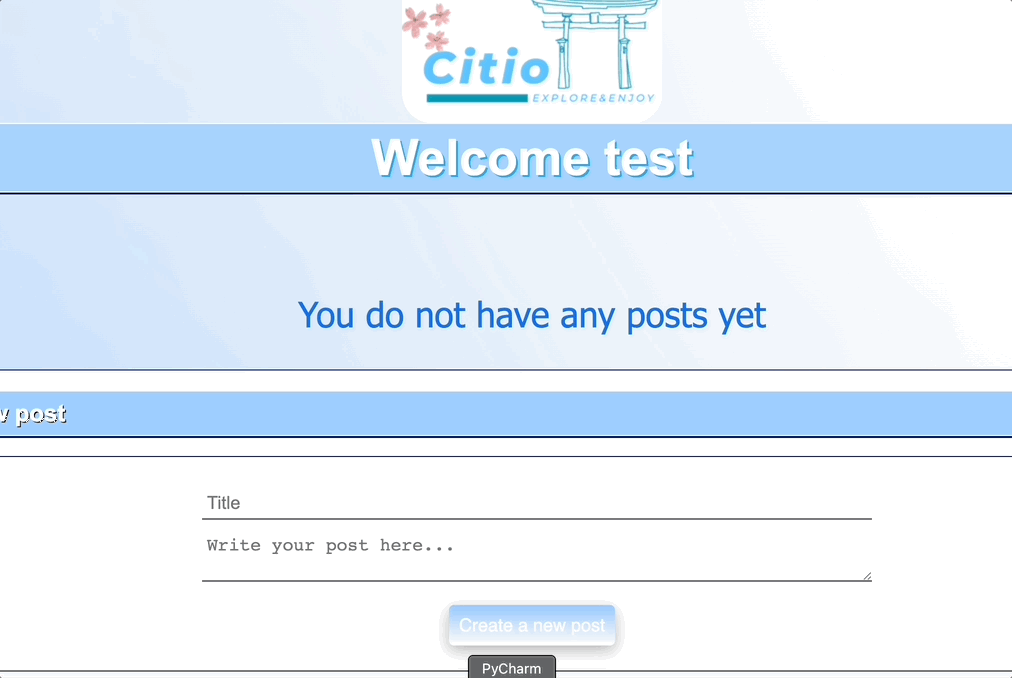 Citio
EXPLORE&ENJOY
Welcome test
You do not have any posts yet
post
Title
Write your post here...
Create a new post
PyCharm